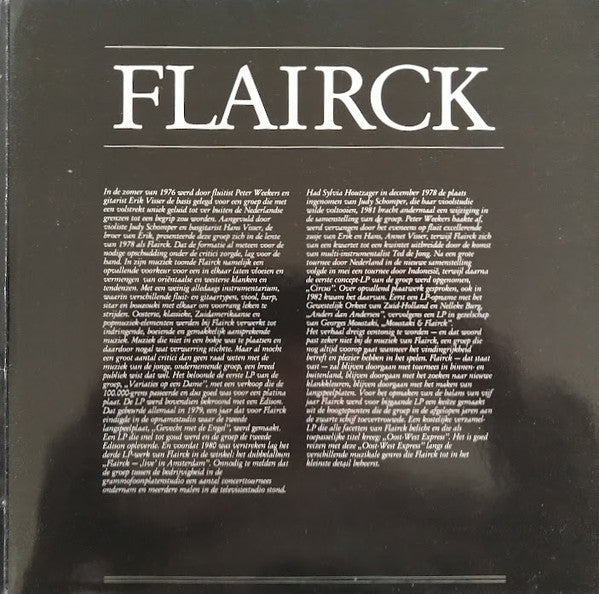 FLAIRCK
In de zomer van 1976 werd door fluitist Peter Weekers en
gitarist Erik Visser de basis gelegd voor een groep die met
een volstrekt uniek geluid tot ver buiten de Nederlandse
grenzen tot een begrip zou worden. Aangevuld door
violiste Judy Schomper en basgitarist Hans Visser, de
broer van Erik, presenteerde deze groep zich in de lente
van 1978 als Flairck. Dat de formatie al meteen voor de
nodige opschudding onder de critici zorgde, lag voor de
hand. In zijn muziek toonde Flairck namelijk een
opvallende voorkeur voor een in elkaar laten vloeien en
vermengen van oriëntaalse en westerse klanken en
tendenzen. Met een weinig alledaags instrumentarium,
waarin verschillende fluit- en gitaartypen, viool, harp,
sitar en bouzouki met elkaar om voorrang leken te
strijden. Oosterse, klassieke, Zuidamerikaanse en
popmuziek-elementen werden bij Flairck verwerkt tot
indringende, boeiende en gemakkelijk aansprekende
muziek. Muziek die niet in een hokje was te plaatsen en
daardoor nogal wat verwarring stichtte. Maar al mocht
een groot aantal critici dan geen raad weten met de
muziek van de jonge, ondernemende groep, een breed
publiek wist dat wel. Het beloonde de eerste LP van de
groep, „Variaties op een Dame”, met een verkoop die de
100.000-grens passeerde en dus goed was voor een platina
plaat. De LP werd bovendien bekroond met een Edison.
Dat gebeurde allemaal in 1979, een jaar dat voor Flairck
eindigde in de opnamestudio waar de tweede
langspeelplaat, „Gevecht met de Engel”, werd gemaakt.
Een LP die snel tot goud werd en de groep de tweede
Edison opleverde. En voordat 1980 was verstreken lag het
derde LP-werk van Flairck in de winkel: het dubbelalbum
„Flairck – ‚live’ in Amsterdam”. Onnodig te melden dat
de groep tussen de bedrijvigheid in de
grammofoonplatenstudio een aantal concerttournees
ondernam en meerdere malen in de televisiestudio stond.
Had Sylvia Houtzager in december 1978 de plaats
ingenomen van Judy Schomper, die haar vioolstudie
wilde voltooien, 1981 bracht andermaal een wijziging in
de samenstelling van de groep. Peter Weekers haakte af,
werd vervangen door het eveneens op fluit excellerende
zusje van Erik en Hans, Annet Visser, terwijl Flairck zich
van een kwartet tot een kwintet uitbreidde door de komst
van multi-instrumentalist Ted de Jong. Na een grote
tournee door Nederland in de nieuwe samenstelling
volgde in mei een tournee door Indonesië, terwijl daarna
de eerste concept-LP van de groep werd opgenomen,
„Circus”. Over opvallend plaatwerk gesproken, ook in
1982 kwam het daarvan. Eerst een LP-opname met het
Gewestelijk Orkest van Zuid-Holland en Nelleke Burg,
„Anders dan Andersen”, vervolgens een LP in gezelschap
van Georges Moustaki, „Moustaki & Flairck”.
Het verhaal dreigt eentonig te worden – en dat woord
past zeker niet bij de muziek van Flairck, een groep die
nog altijd voorop gaat wanneer het vindingrijkheid
betreft en plezier hebben in het spelen. Flairck – dat staat
vast – zal blijven doorgaan met tournees in binnen- en
buitenland, blijven doorgaan met het zoeken naar nieuwe
klankkleuren, blijven doorgaan met het maken van
langspeelplaten. Voor het opmaken van de balans van vijf
jaar Flairck werd voor bijgaande LP een keuze gemaakt
uit de hoogtepunten die de groep in de afgelopen jaren aan
de zwarte schijf toevertrouwde. Een kostelijke verzamel-
LP die alle facetten van Flairck belicht en die als
toepasselijke titel kreeg: „Oost-West Express”. Het is goed
reizen met deze „Oost-West Express” langs de
verschillende muzikale genres die Flairck tot in het
kleinste detail beheerst.